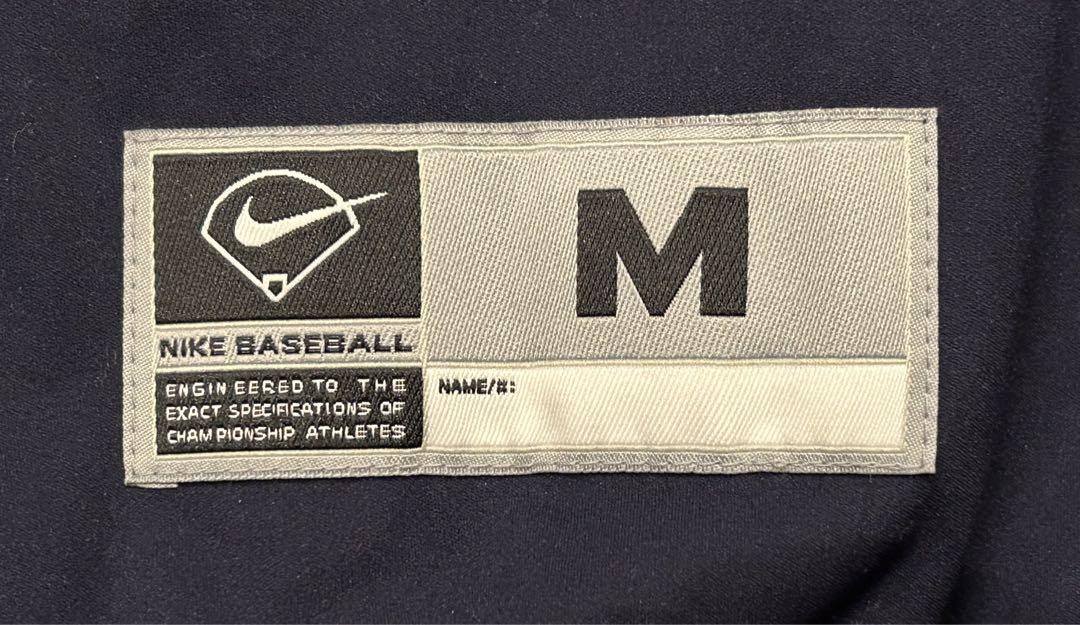 NIKE BASEBALL
ENGINEERED TO THE
EXACT SPECIFICATIONS OF
CHAMPIONSHIP ATHLETES
M
NAME/#: